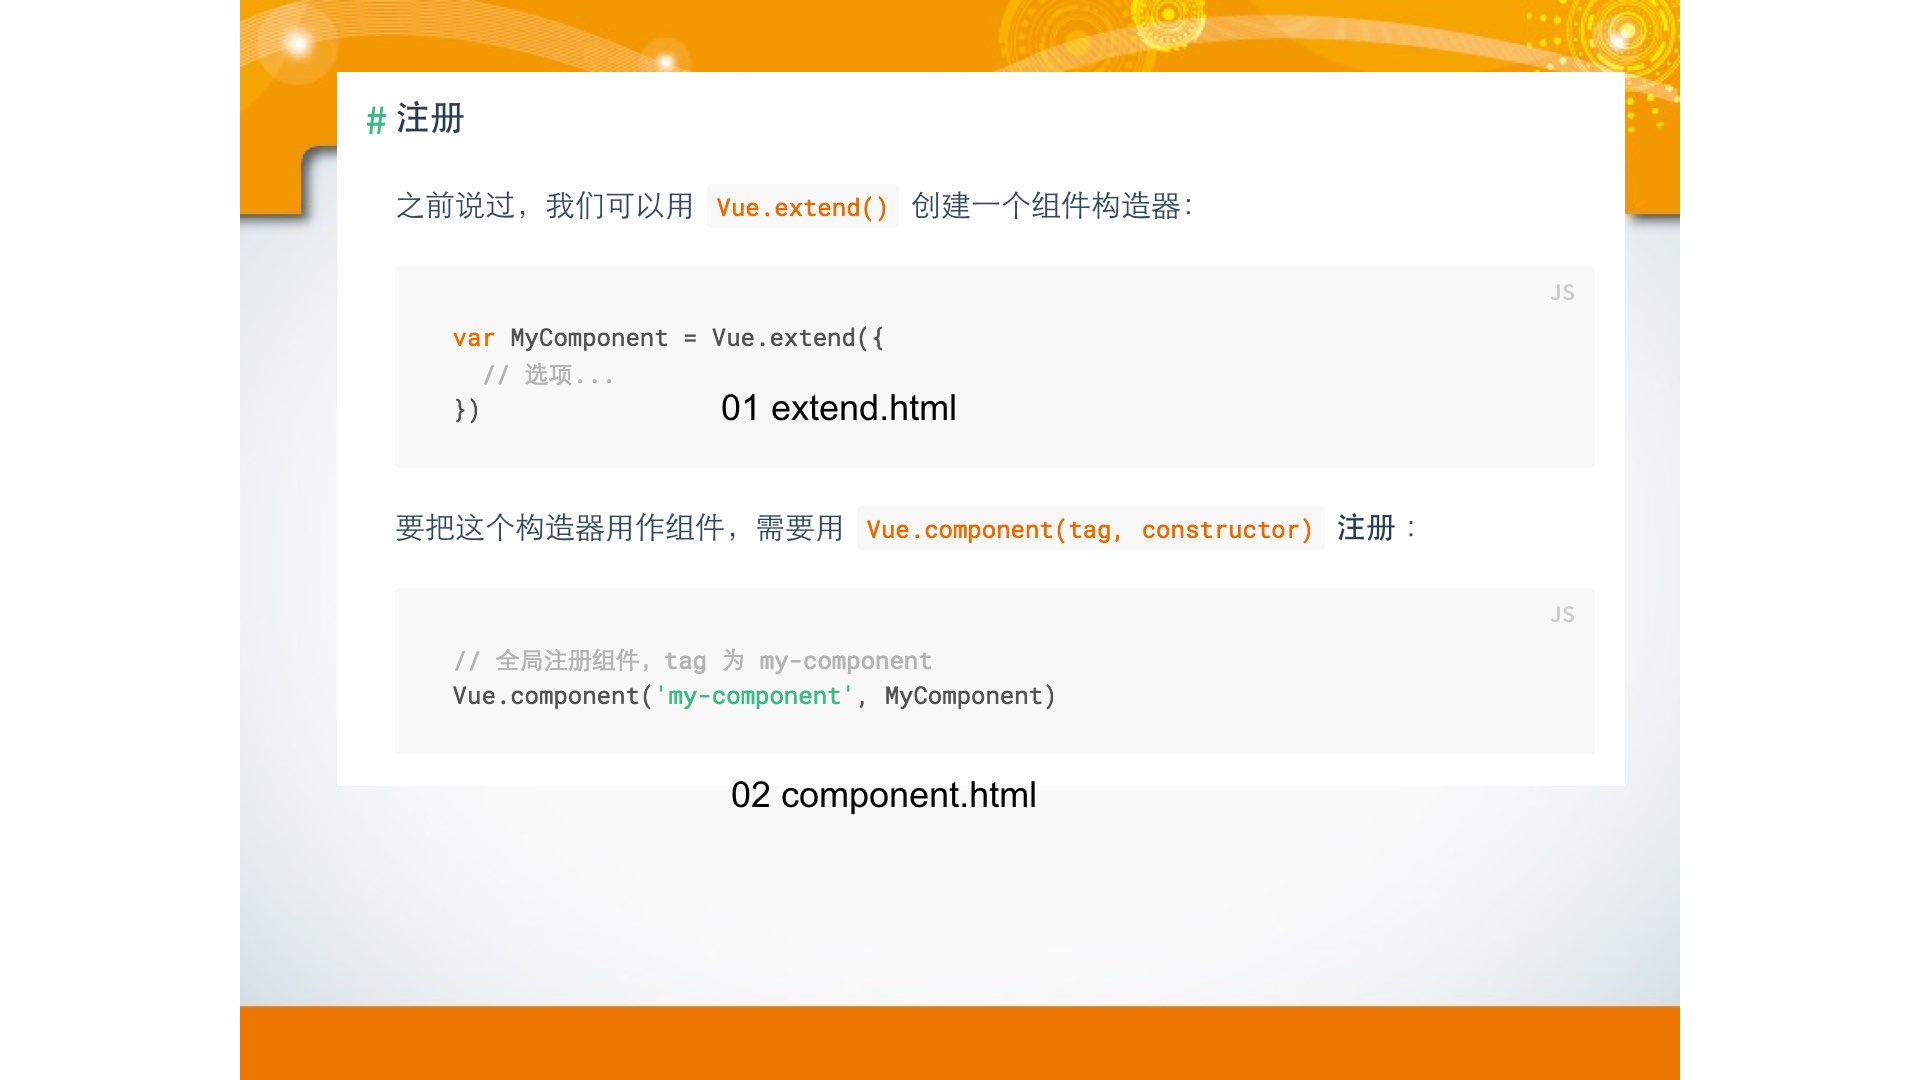 # 注册
之前说过，我们可以用 Vue.extend() 创建一个组件构造器：
JS
var MyComponent = Vue.extend({
  // 选项...
})
01 extend.html
要把这个构造器用作组件，需要用 Vue.component(tag, constructor) 注册：
JS
// 全局注册组件，tag 为 my-component
Vue.component('my-component', MyComponent)
02 component.html